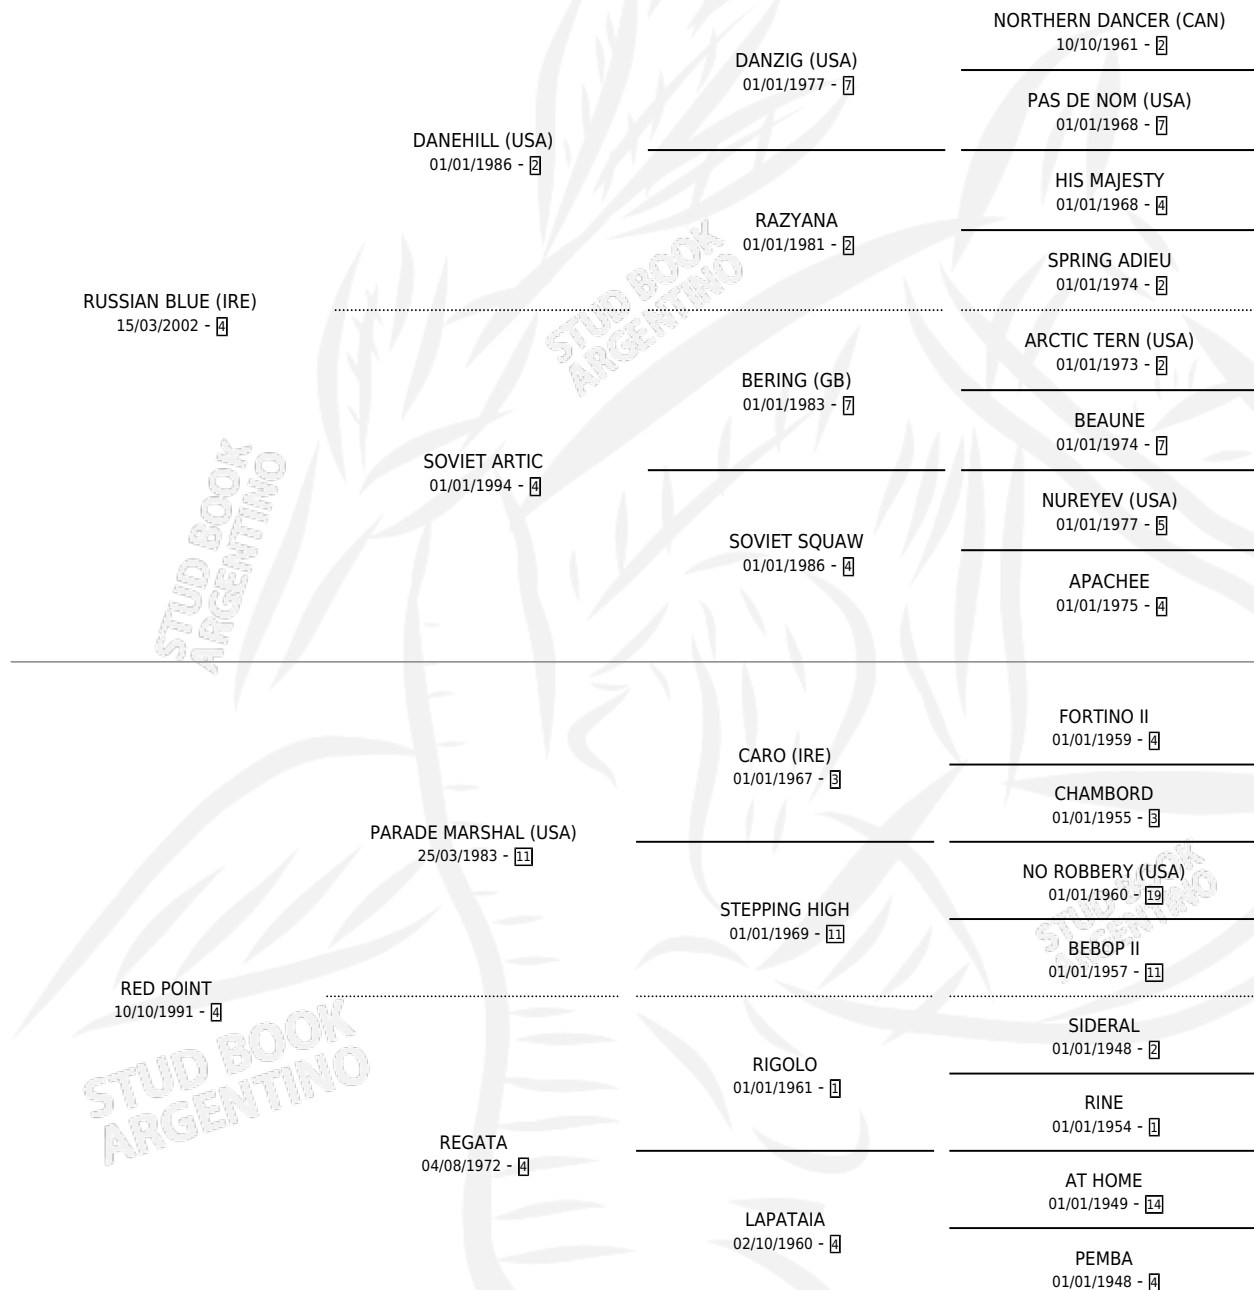 NORTHERN DANCER (CAN)
10/10/1961 - 2
DANZIG (USA)
01/01/1977 - 7
PAS DE NOM (USA)
01/01/1968 - 7
DANEHILL (USA)
01/01/1986 - 2
HIS MAJESTY
01/01/1968 - 4
RAZYANA
01/01/1981 - 2
SPRING ADIEU
01/01/1974 - 2
RUSSIAN BLUE (IRE)
15/03/2002 - 4
ARCTIC TERN (USA)
01/01/1973 - 2
BERING (GB)
01/01/1983 - 7
BEAUNE
01/01/1974 - 7
SOVIET ARTIC
01/01/1994 - 4
NUREYEV (USA)
01/01/1977 - 5
SOVIET SQUAW
01/01/1986 - 4
APACHEE
01/01/1975 - 4
FORTINO II
01/01/1959 - 4
CARO (IRE)
01/01/1967 - 3
CHAMBORD
01/01/1955 - 3
PARADE MARSHAL (USA)
25/03/1983 - 11
NO ROBBERY (USA)
01/01/1960 - 19
STEPPING HIGH
01/01/1969 - 11
BEBOP II
01/01/1957 - 11
RED POINT
10/10/1991 - 4
SIDERAL
01/01/1948 - 2
RIGOLO
01/01/1961 - 1
RINE
01/01/1954 - 1
REGATA
04/08/1972 - 4
AT HOME
01/01/1949 - 14
LAPATAIA
02/10/1960 - 4
PEMBA
01/01/1948 - 4
STUD BOOK
ARGENTINO
STUD BOOK
ARGENTINO
STUD BOOK
ARGENTINO
STUD BOOK
ARGENTINO